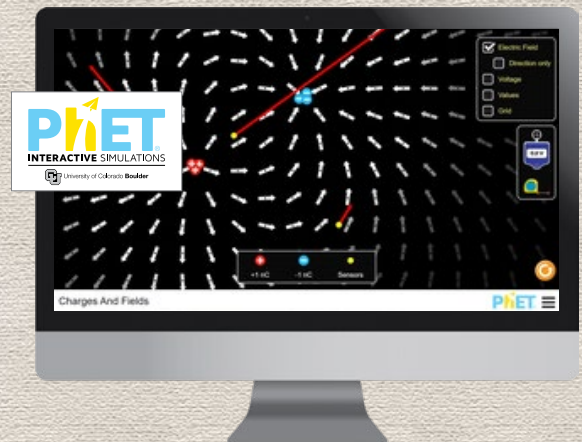 Electric Field
Direction only
Voltage
Values
Grid
PhET
INTERACTIVE SIMULATIONS
University of Colorado Boulder
+1 nC
-1 nC
Sensors
Charges And Fields
PhET